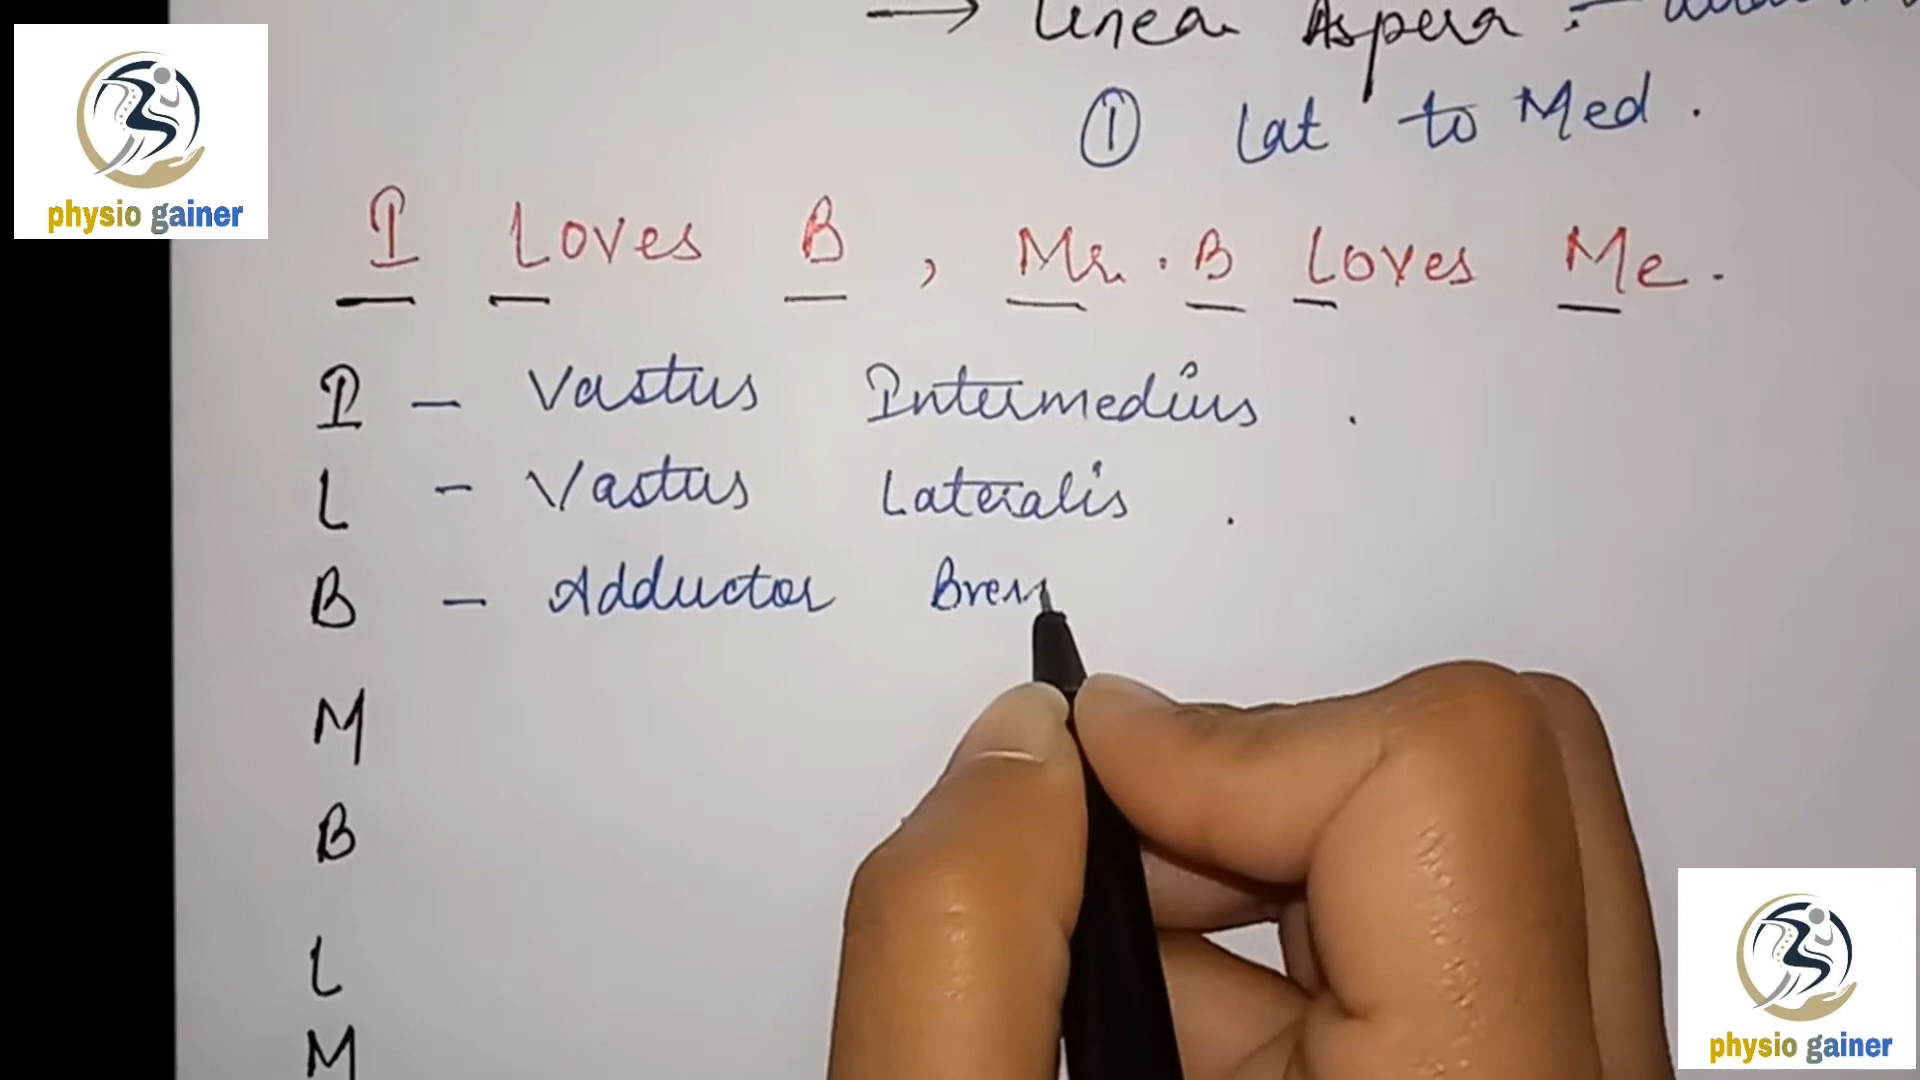 → Linea Aspera :-
① Lat to Med.
I Loves B, Mr. B Loves Me.
I - Vastus Intermedius.
L - Vastus Lateralis.
B - Adductor Brev
M
B
L
M
physio gainer
physio gainer